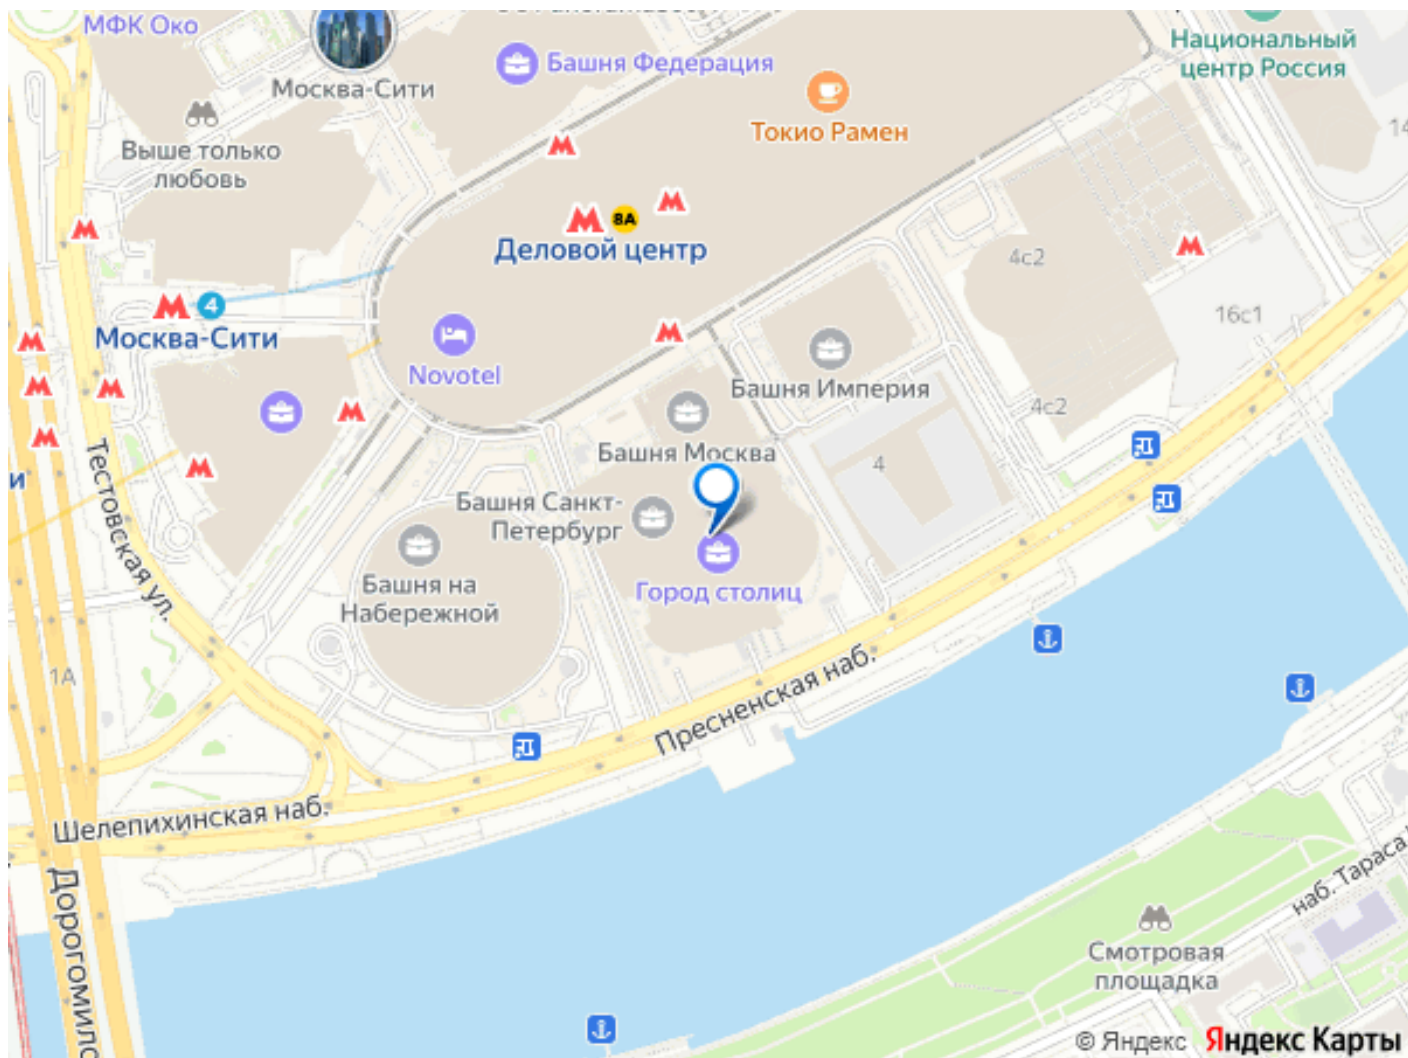 МФК Око
Москва-Сити
Башня Федерация
Национальный
центр Россия
Токио Рамен
Выше только
любовь
14
8А
Деловой центр
4с2
4
Москва-Сити
16с1
Novotel
Башня Империя
4с2
Башня Москва
4
и
Тестовская ул.
Башня Санкт-
Петербург
Башня на
Набережной
Город столиц
1А
Пресненская наб.
Шелепихинская наб.
Дорогомило
наб. Тараса
Смотровая
площадка
© Яндекс Яндекс Карты